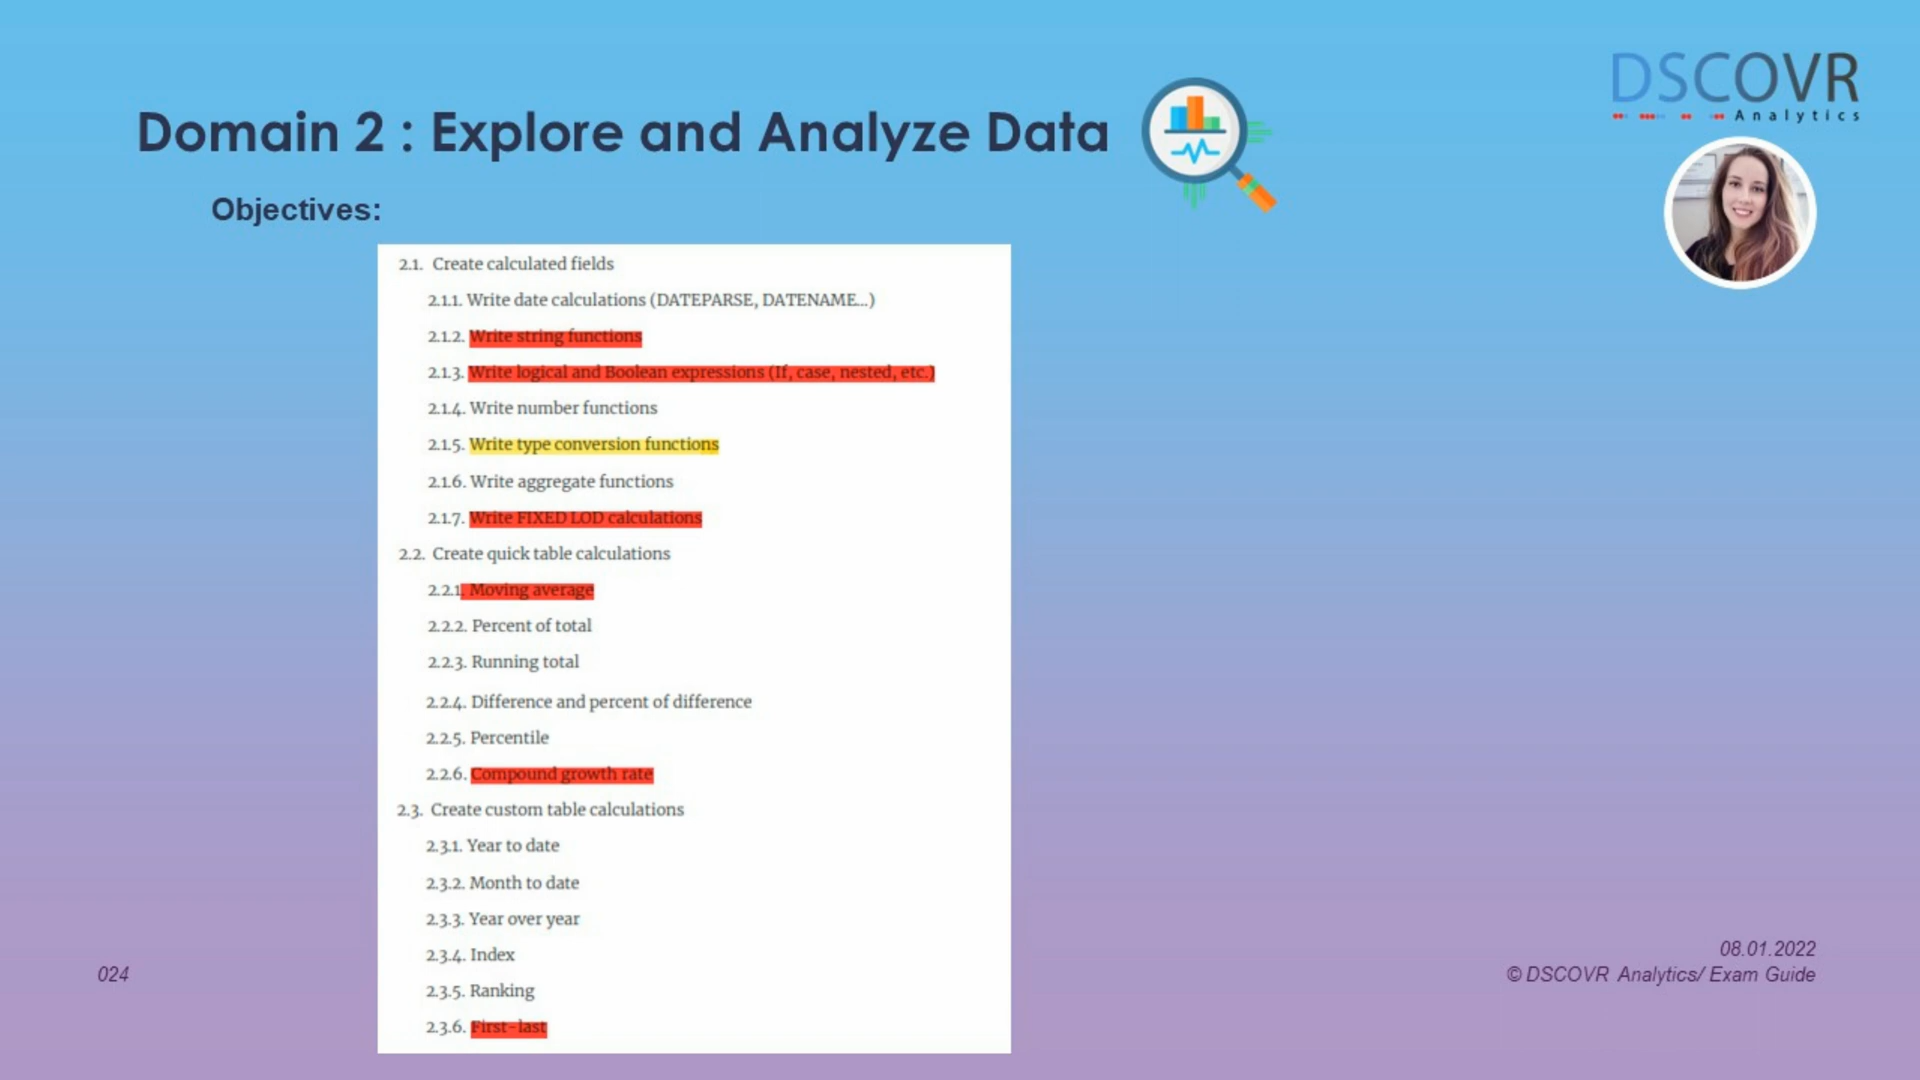 DSCOVR
Analytics
Domain 2 : Explore and Analyze Data
Objectives:
2.1. Create calculated fields
2.1.1. Write date calculations (DATEPARSE, DATENAME...)
2.1.2. Write string functions
2.1.3. Write logical and Boolean expressions (If, case, nested, etc.)
2.1.4. Write number functions
2.1.5. Write type conversion functions
2.1.6. Write aggregate functions
2.1.7. Write FIXED LOD calculations
2.2. Create quick table calculations
2.2.1. Moving average
2.2.2. Percent of total
2.2.3. Running total
2.2.4. Difference and percent of difference
2.2.5. Percentile
2.2.6. Compound growth rate
2.3. Create custom table calculations
2.3.1. Year to date
2.3.2. Month to date
2.3.3. Year over year
2.3.4. Index
2.3.5. Ranking
2.3.6. First-last
024
08.01.2022
© DSCOVR Analytics/ Exam Guide